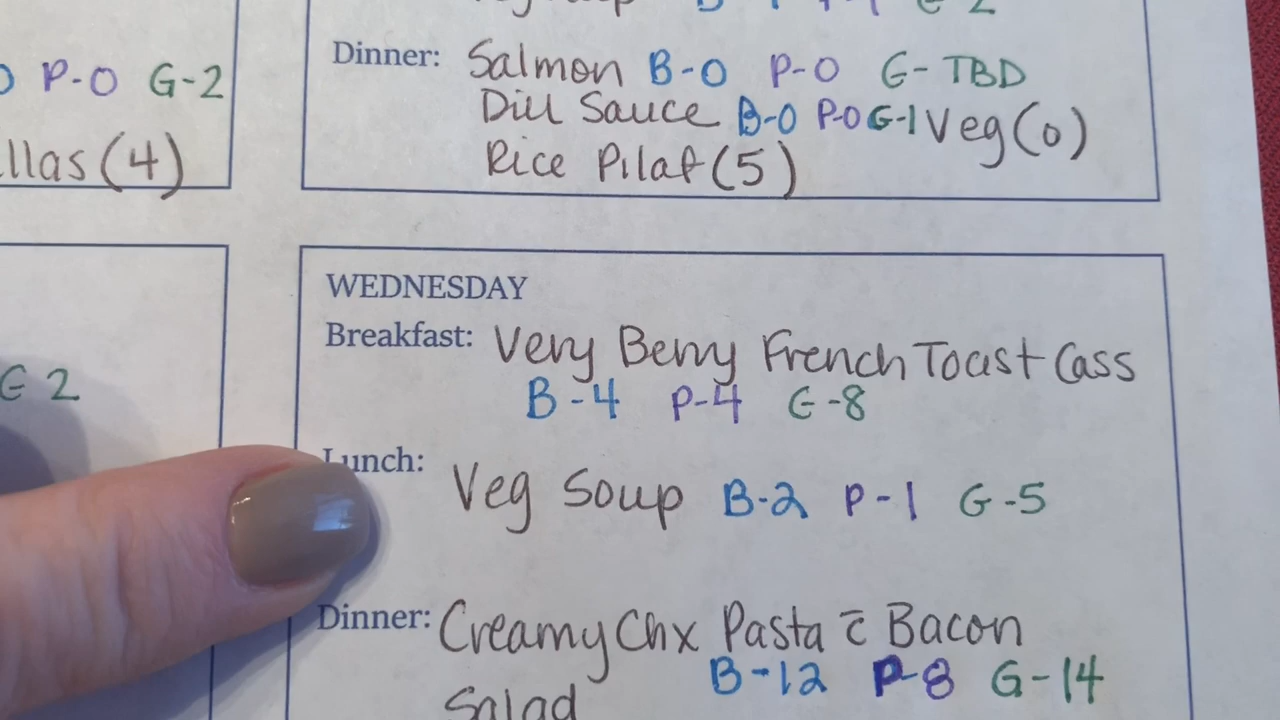 Dinner: Salmon B-0 P-0 G-TBD
Dill Sauce B-0 P-0 G-1 Veg (0)
Rice Pilaf (5)
P-0 G-2
llas (4)
WEDNESDAY
Breakfast: Very Berry French Toast Cass
B-4 P-4 G-8
G 2
Lunch: Veg Soup B-2 P-1 G-5
Dinner: Creamy Chx Pasta c̄ Bacon
B-12 P-8 G-14
Salad